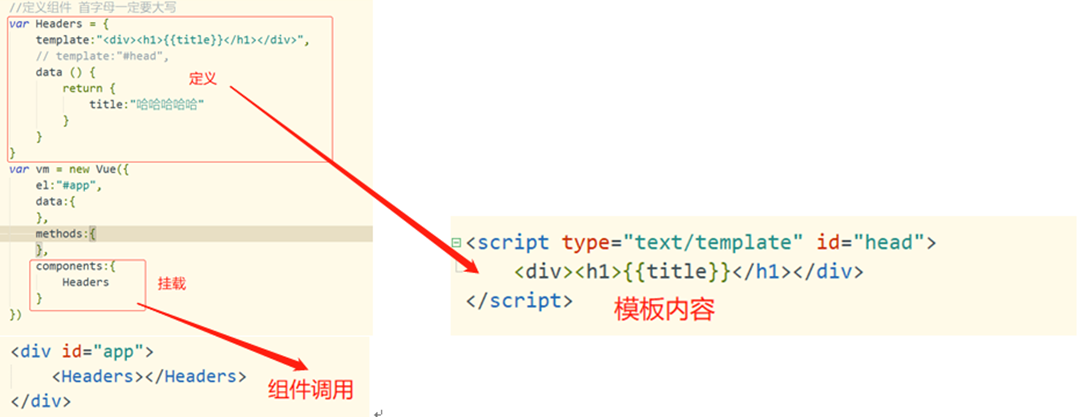 //定义组件 首字母一定要大写
var Headers = {
template:"<div><h1>{{title}}</h1></div>",
// template:"#head",
data () {
return {
title:"哈哈哈哈哈"
}
}
}
定义
var vm = new Vue({
el:"#app",
data:{
},
methods:{
},
components:{
Headers
}
})
挂载
<div id="app">
<Headers></Headers>
</div>
组件调用
<script type="text/template" id="head">
<div><h1>{{title}}</h1></div>
</script>
模板内容